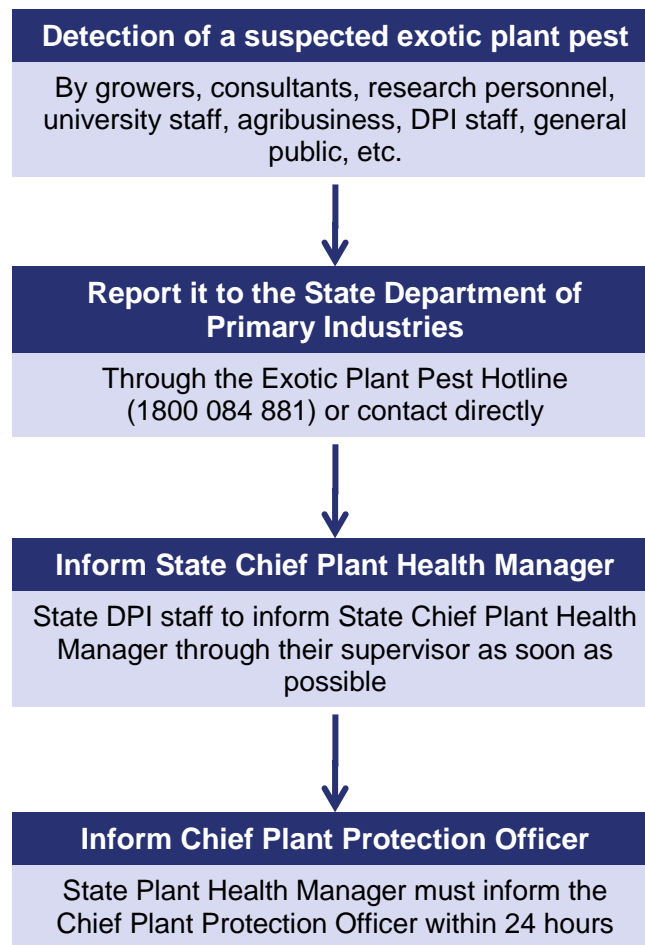 Detection of a suspected exotic plant pest
By growers, consultants, research personnel,
university staff, agribusiness, DPI staff, general
public, etc.
Report it to the State Department of
Primary Industries
Through the Exotic Plant Pest Hotline
(1800 084 881) or contact directly
Inform State Chief Plant Health Manager
State DPI staff to inform State Chief Plant Health
Manager through their supervisor as soon as
possible
Inform Chief Plant Protection Officer
State Plant Health Manager must inform the
Chief Plant Protection Officer within 24 hours